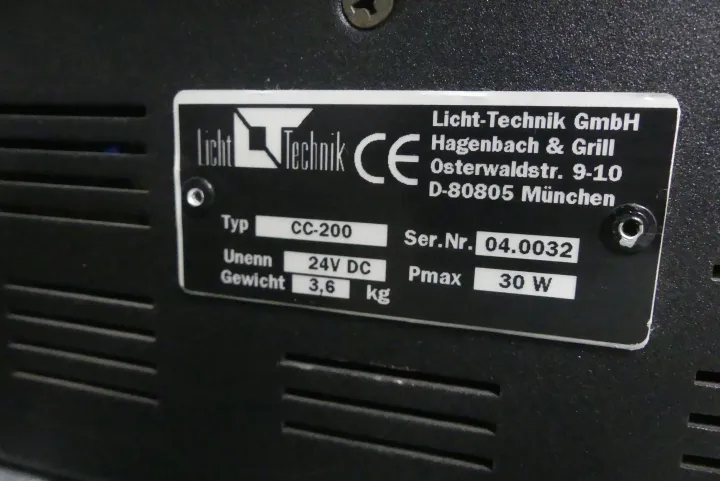 Licht Technik
CE
Licht-Technik GmbH
Hagenbach & Grill
Osterwaldstr. 9-10
D-80805 München
Typ CC-200
Ser.Nr. 04.0032
Unenn 24V DC
Pmax 30 W
Gewicht 3,6 kg